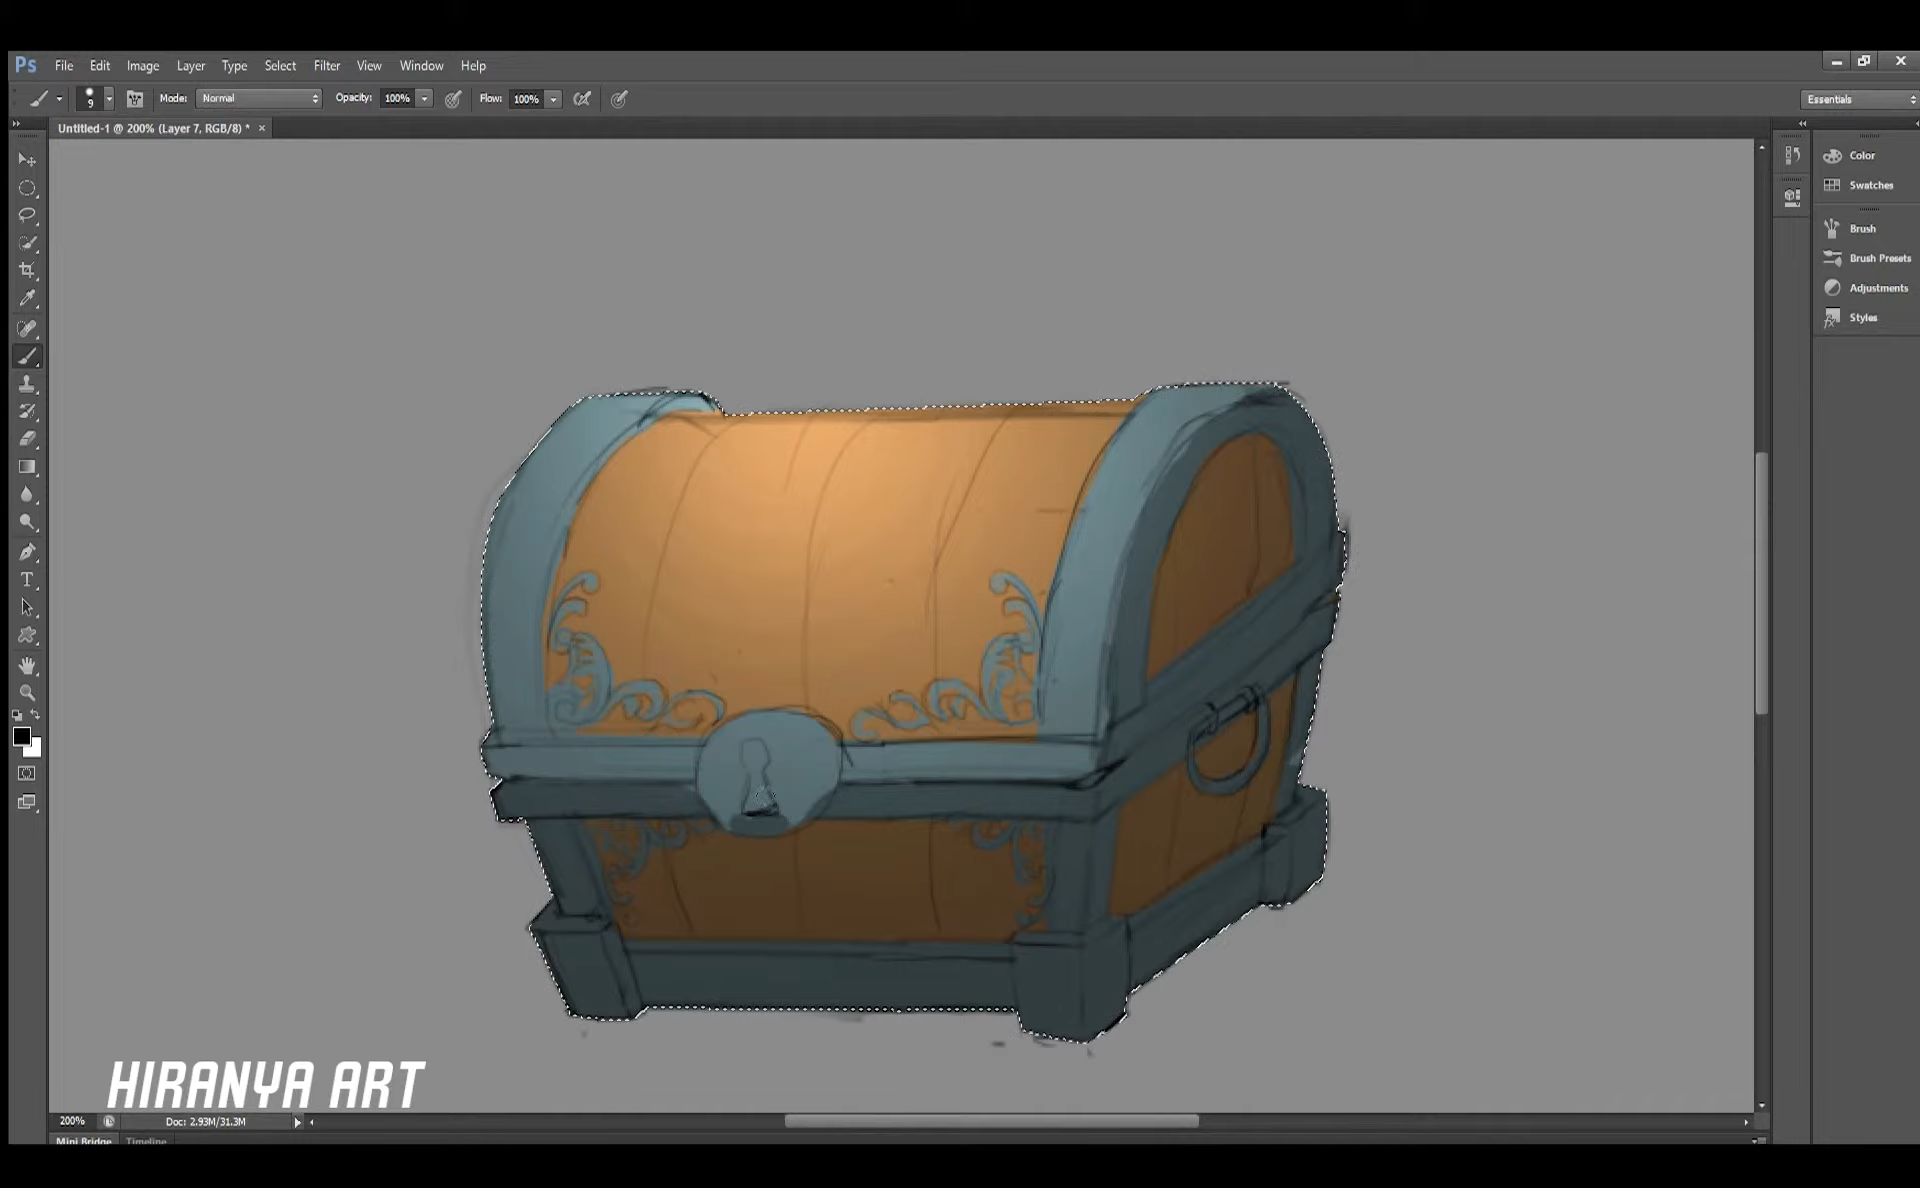 Ps File Edit Image Layer Type Select Filter View Window Help
9 Mode: Normal Opacity: 100% Flow: 100% Essentials
Untitled-1 @ 200% (Layer 7, RGB/8) * ×
Color
Swatches
Brush
Brush Presets
Adjustments
Styles
T
HIRANYA ART
200% Doc: 2.93M/31.3M
Mini Bridge Timeline